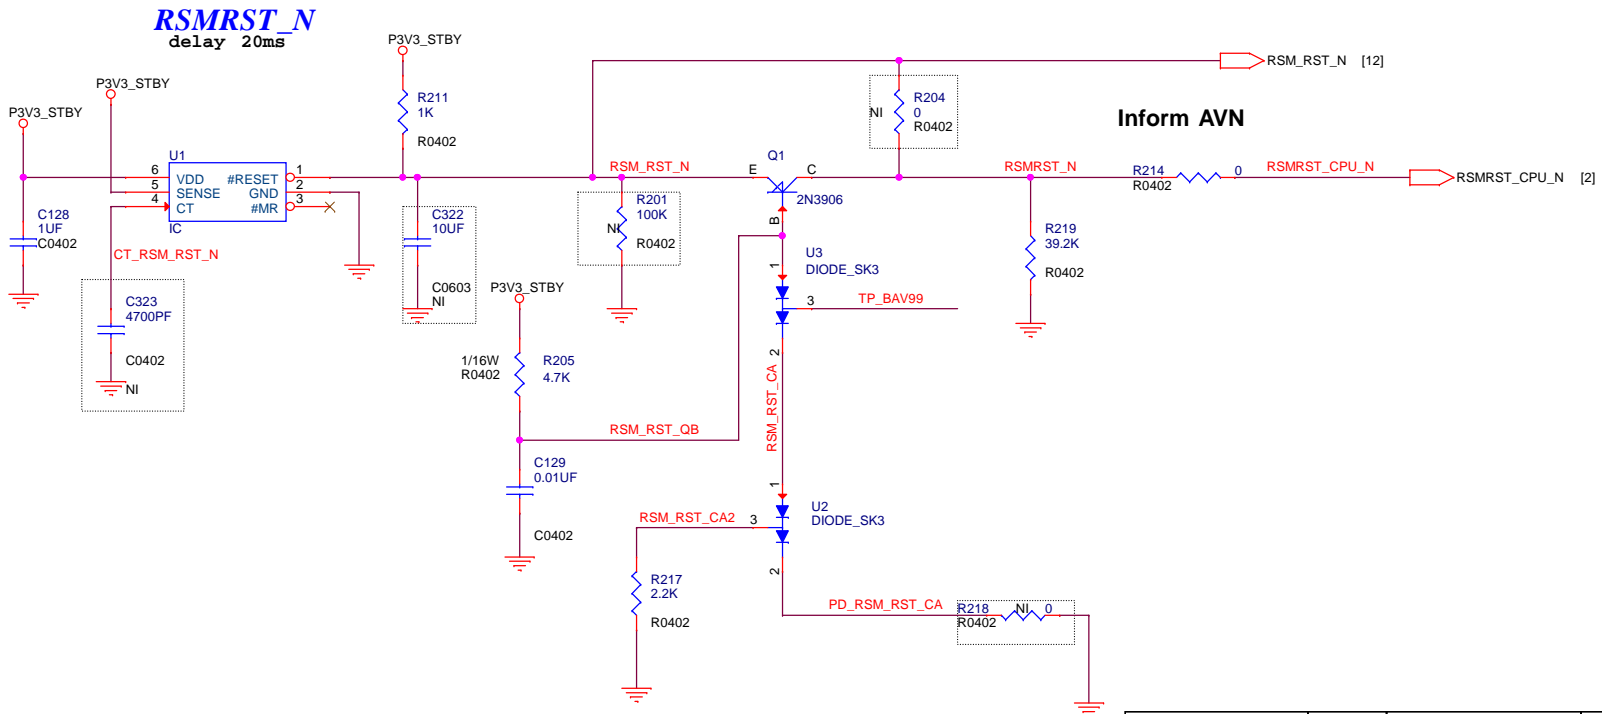 RSMRST_N
delay 20ms
P3V3_STBY
P3V3_STBY
P3V3_STBY
R211
1K
R0402
U1
6 VDD #RESET 1
5 SENSE GND 2
4 CT #MR 3
IC
C128
1UF
C0402
CT_RSM_RST_N
C323
4700PF
C0402
NI
C322
10UF
C0603
NI
RSM_RST_N
R201
100K
NI
R0402
RSM_RST_N [12]
R204
NI 0
R0402
Inform AVN
Q1
E C
2N3906
B
RSMRST_N
R214 0
R0402
RSMRST_CPU_N
RSMRST_CPU_N [2]
R219
39.2K
R0402
U3
DIODE_SK3
1
3
TP_BAV99
2
RSM_RST_CA
P3V3_STBY
1/16W
R0402
R205
4.7K
RSM_RST_QB
C129
0.01UF
C0402
1
U2
DIODE_SK3
RSM_RST_CA2 3
2
R217
2.2K
R0402
PD_RSM_RST_CA
R218 NI 0
R0402